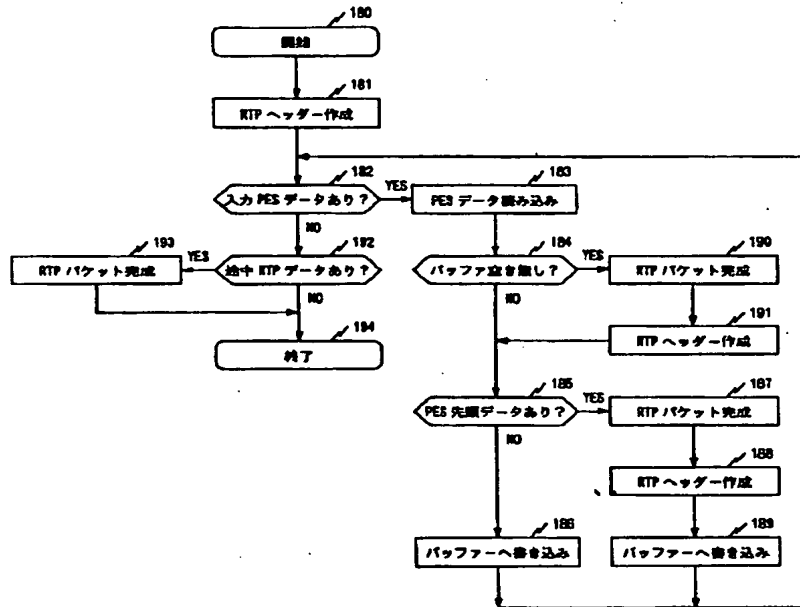 180
開始
181
RTP ヘッダー作成
182
入力 PES データあり?
YES
183
PES データ読み込み
NO
193
RTP パケット完成
YES
192
途中 RTP データあり?
NO
194
終了
184
バッファ空き無し?
YES
190
RTP パケット完成
NO
191
RTP ヘッダー作成
185
PES 先頭データあり?
YES
187
RTP パケット完成
NO
188
RTP ヘッダー作成
186
バッファーへ書き込み
189
バッファーへ書き込み